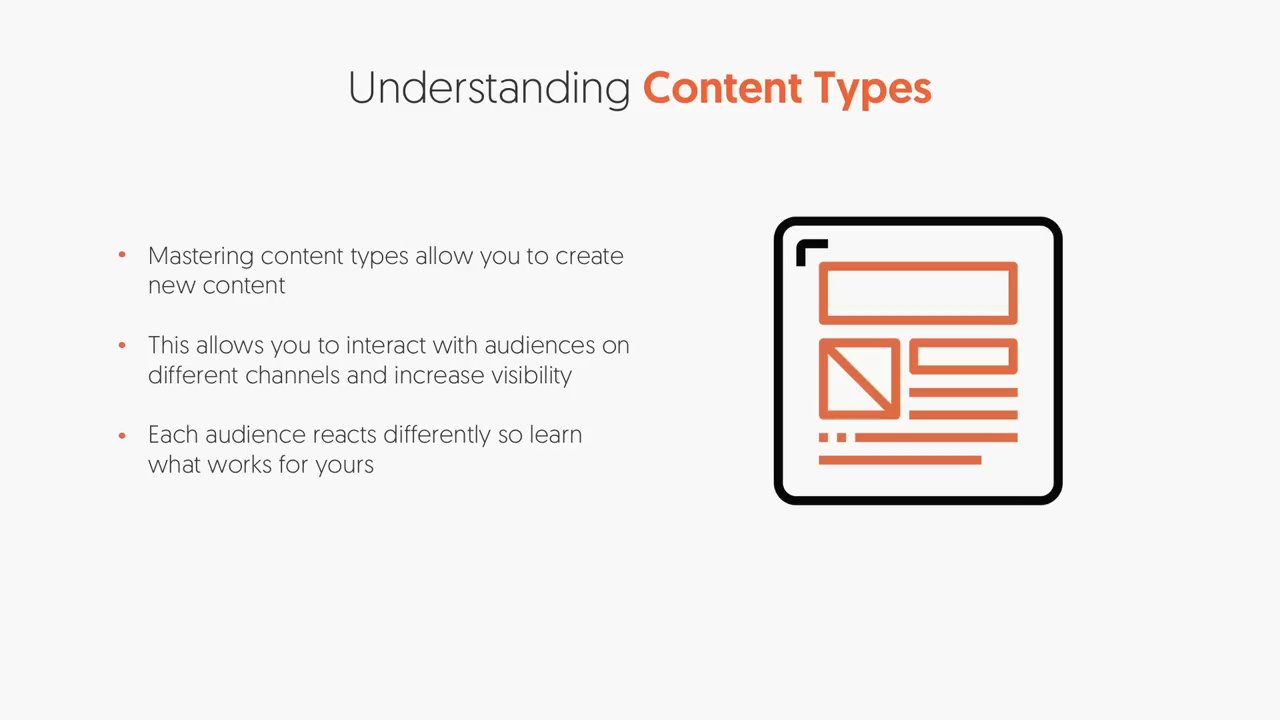 Understanding Content Types
• Mastering content types allow you to create
new content
• This allows you to interact with audiences on
different channels and increase visibility
• Each audience reacts differently so learn
what works for yours